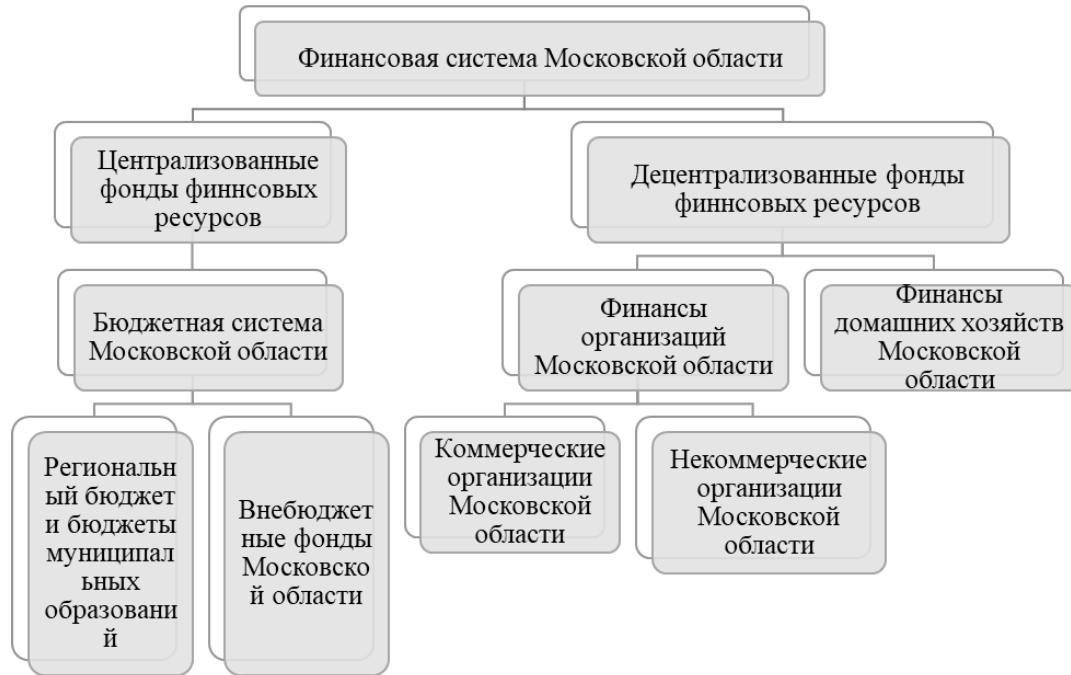 Финансовая система Московской области
Централизованные
фонды финнсовых
ресурсов
Децентрализованные фонды
финнсовых ресурсов
Бюджетная система
Московской области
Финансы
организаций
Московской области
Финансы
домашних хозяйств
Московской
области
Региональн
ый бюджет
и бюджеты
муниципал
ьных
образовани
й
Внебюджет
ные фонды
Московско
й области
Коммерческие
организации
Московской
области
Некоммерческие
организации
Московской
области